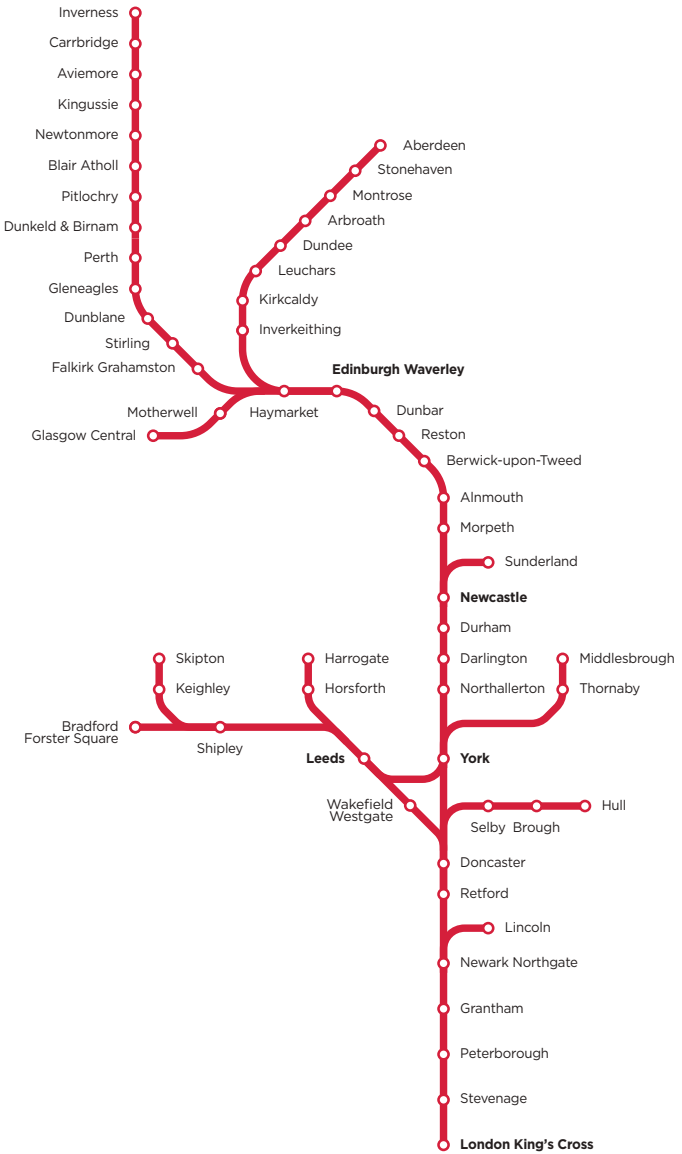 Inverness
Carrbridge
Aviemore
Kingussie
Newtonmore
Blair Atholl
Pitlochry
Dunkeld & Birnam
Perth
Gleneagles
Dunblane
Stirling
Falkirk Grahamston
Motherwell
Glasgow Central
Haymarket
Aberdeen
Stonehaven
Montrose
Arbroath
Dundee
Leuchars
Kirkcaldy
Inverkeithing
Edinburgh Waverley
Dunbar
Reston
Berwick-upon-Tweed
Alnmouth
Morpeth
Sunderland
Newcastle
Durham
Darlington
Northallerton
Middlesbrough
Thornaby
Skipton
Keighley
Bradford
Forster Square
Shipley
Harrogate
Horsforth
Leeds
York
Wakefield
Westgate
Selby
Brough
Hull
Doncaster
Retford
Lincoln
Newark Northgate
Grantham
Peterborough
Stevenage
London King's Cross